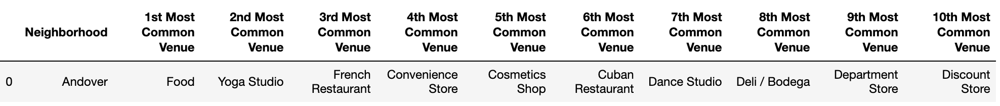 Neighborhood 1st Most Common Venue 2nd Most Common Venue 3rd Most Common Venue 4th Most Common Venue 5th Most Common Venue 6th Most Common Venue 7th Most Common Venue 8th Most Common Venue 9th Most Common Venue 10th Most Common Venue
0 Andover Food Yoga Studio French Restaurant Convenience Store Cosmetics Shop Cuban Restaurant Dance Studio Deli / Bodega Department Store Discount Store